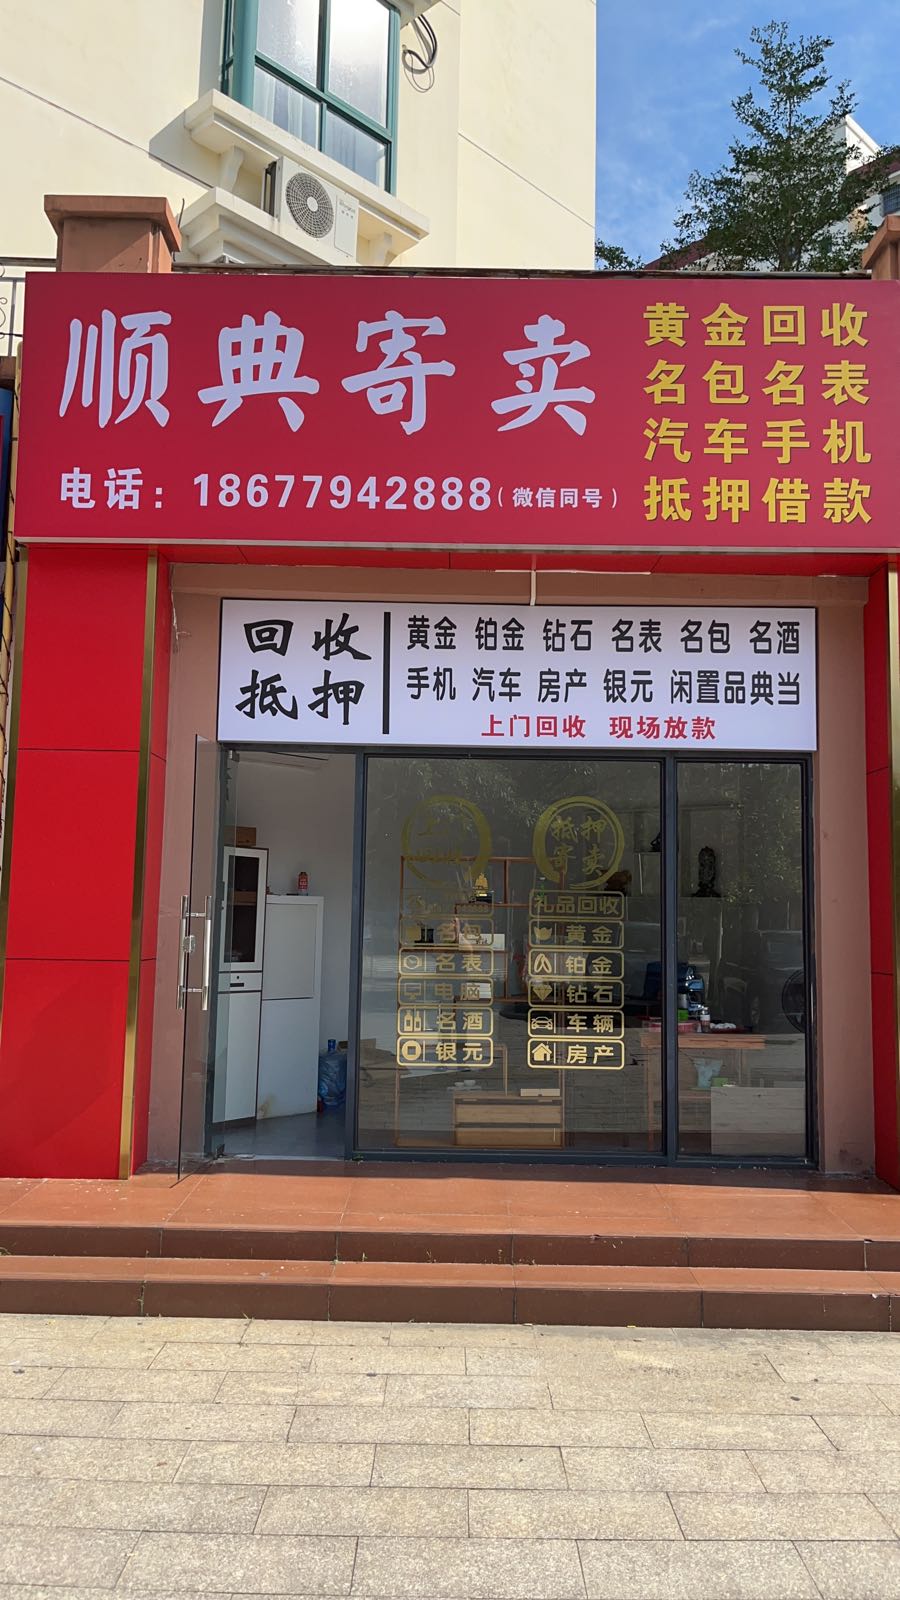 顺典寄卖
电话：18677942888（微信同号）
黄金回收
名包名表
汽车手机
抵押借款
回收
抵押
黄金 铂金 钻石 名表 名包 名酒
手机 汽车 房产 银元 闲置品典当
上门回收 现场放款
上门
名包
名表
电脑
名酒
银元
抵押
寄卖
礼品回收
黄金
铂金
钻石
车辆
房产